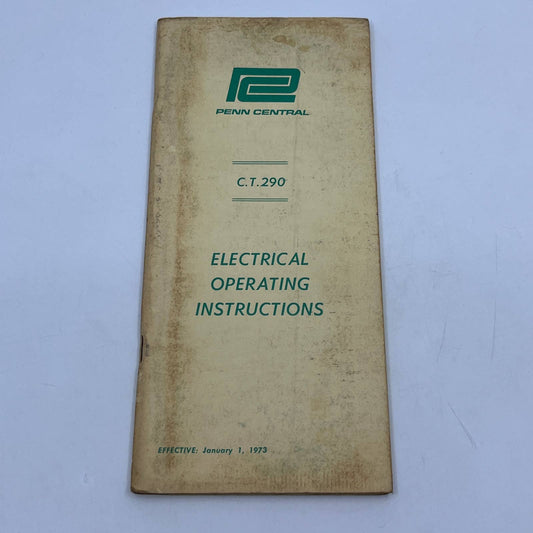 PENN CENTRAL
C.T.290
ELECTRICAL
OPERATING
INSTRUCTIONS
EFFECTIVE: January 1, 1973